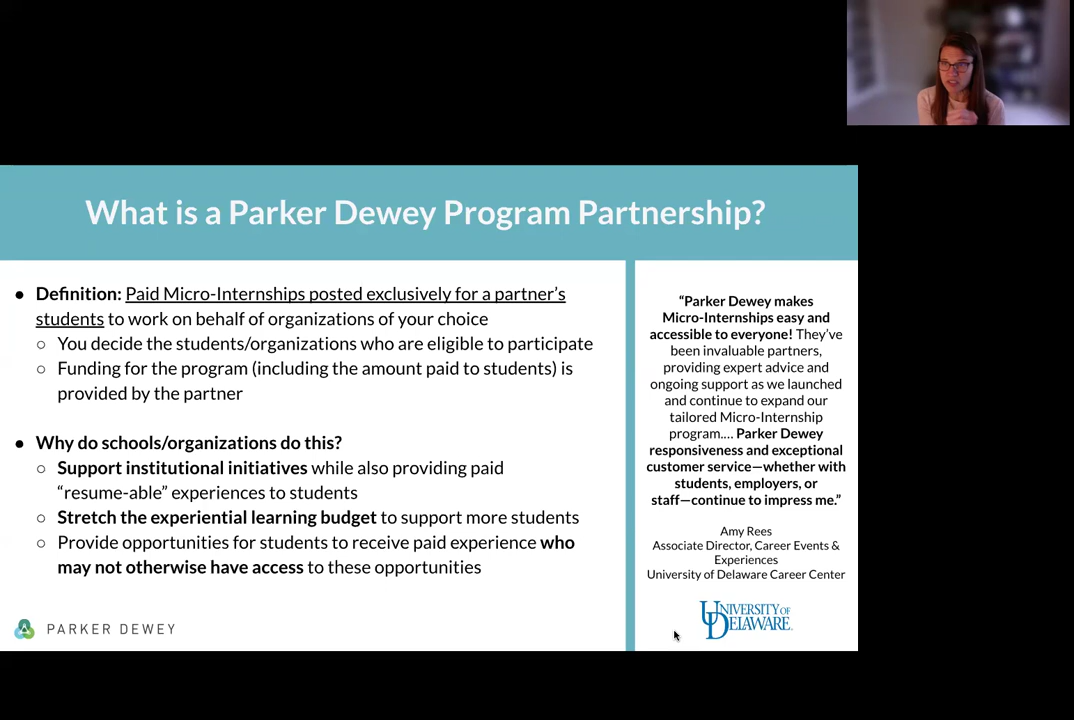 What is a Parker Dewey Program Partnership?
● Definition: Paid Micro-Internships posted exclusively for a partner's
students to work on behalf of organizations of your choice
○ You decide the students/organizations who are eligible to participate
○ Funding for the program (including the amount paid to students) is
provided by the partner
● Why do schools/organizations do this?
○ Support institutional initiatives while also providing paid
“resume-able” experiences to students
○ Stretch the experiential learning budget to support more students
○ Provide opportunities for students to receive paid experience who
may not otherwise have access to these opportunities
PARKER DEWEY
“Parker Dewey makes
Micro-Internships easy and
accessible to everyone! They’ve
been invaluable partners,
providing expert advice and
ongoing support as we launched
and continue to expand our
tailored Micro-Internship
program.... Parker Dewey
responsiveness and exceptional
customer service—whether with
students, employers, or
staff—continue to impress me.”
Amy Rees
Associate Director, Career Events &
Experiences
University of Delaware Career Center
UNIVERSITY OF
DELAWARE.